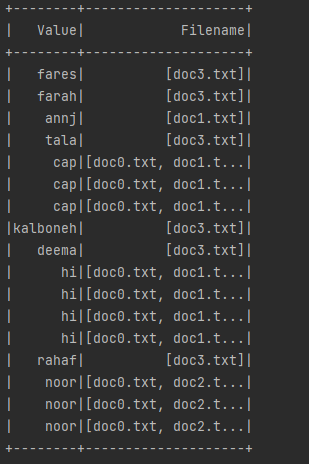 +--------+--------------------+
|   Value|            Filename|
+--------+--------------------+
|   fares|          [doc3.txt]|
|   farah|          [doc3.txt]|
|    annj|          [doc1.txt]|
|    tala|          [doc3.txt]|
|     cap|[doc0.txt, doc1.t...|
|     cap|[doc0.txt, doc1.t...|
|     cap|[doc0.txt, doc1.t...|
|kalboneh|          [doc3.txt]|
|   deema|          [doc3.txt]|
|      hi|[doc0.txt, doc1.t...|
|      hi|[doc0.txt, doc1.t...|
|      hi|[doc0.txt, doc1.t...|
|      hi|[doc0.txt, doc1.t...|
|   rahaf|          [doc3.txt]|
|    noor|[doc0.txt, doc2.t...|
|    noor|[doc0.txt, doc2.t...|
|    noor|[doc0.txt, doc2.t...|
+--------+--------------------+